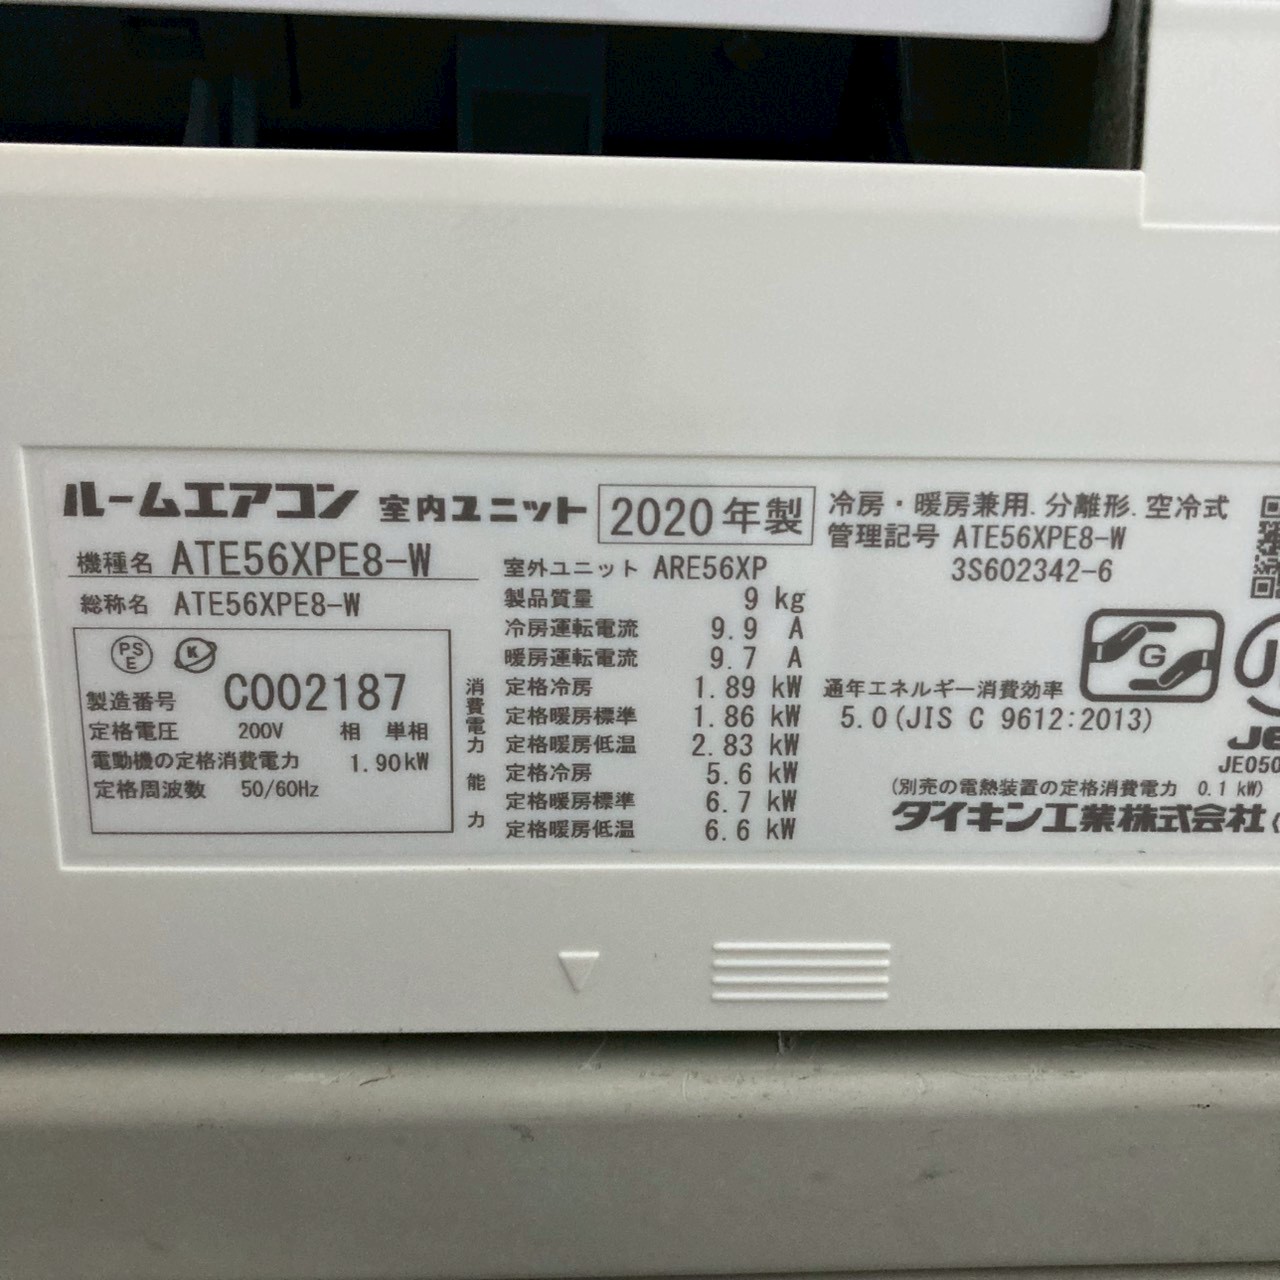 ルームエアコン 室内ユニット 2020年製
機種名 ATE56XPE8-W
総称名 ATE56XPE8-W
PS
E
K
製造番号 C002187
定格電圧 200V 相 単相
電動機の定格消費電力 1.90kW
定格周波数 50/60Hz
室外ユニット ARE56XP
製品質量 9 kg
冷房運転電流 9.9 A
暖房運転電流 9.7 A
消費電力
定格冷房 1.89 kW
定格暖房標準 1.86 kW
定格暖房低温 2.83 kW
能力
定格冷房 5.6 kW
定格暖房標準 6.7 kW
定格暖房低温 6.6 kW
冷房・暖房兼用.分離形.空冷式
管理記号 ATE56XPE8-W
3S602342-6
G
通年エネルギー消費効率
5.0(JIS C 9612:2013)
JE050
(別売の電熱装置の定格消費電力 0.1 kW)
ダイキン工業株式会社